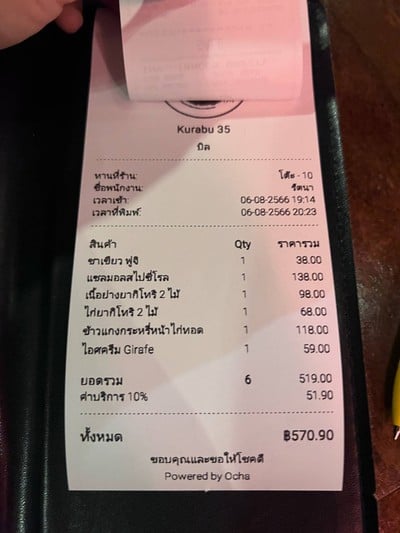 Kurabu 35
บิล
ทานที่ร้าน: โต๊ะ - 10
ชื่อพนักงาน: รัตนา
เวลาเข้า: 06-08-2566 19:14
เวลาที่พิมพ์: 06-08-2566 20:23
สินค้า Qty ราคารวม
ชาเขียว ฟูจิ 1 38.00
แซลมอลสไปซี่โรล 1 138.00
เนื้อย่างยากิโทริ 2 ไม้ 1 98.00
ไก่ยากิโทริ 2 ไม้ 1 68.00
ข้าวแกงกระหรี่หน้าไก่ทอด 1 118.00
ไอศครีม Girafe 1 59.00
ยอดรวม 6 519.00
ค่าบริการ 10% 51.90
ทั้งหมด ฿570.90
ขอบคุณและขอให้โชคดี
Powered by Ocha